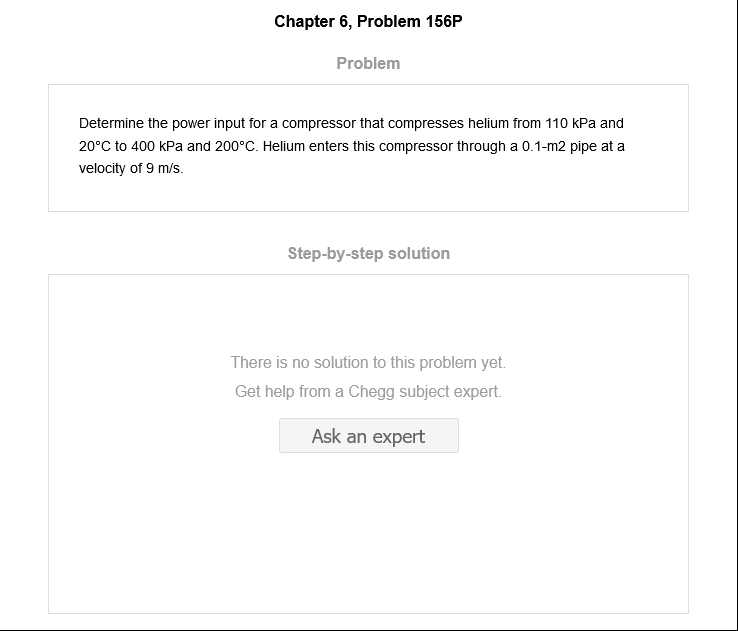 Chapter 6, Problem 156P
Problem
Determine the power input for a compressor that compresses helium from 110 kPa and
20°C to 400 kPa and 200°C. Helium enters this compressor through a 0.1-m2 pipe at a
velocity of 9 m/s.
Step-by-step solution
There is no solution to this problem yet.
Get help from a Chegg subject expert.
Ask an expert